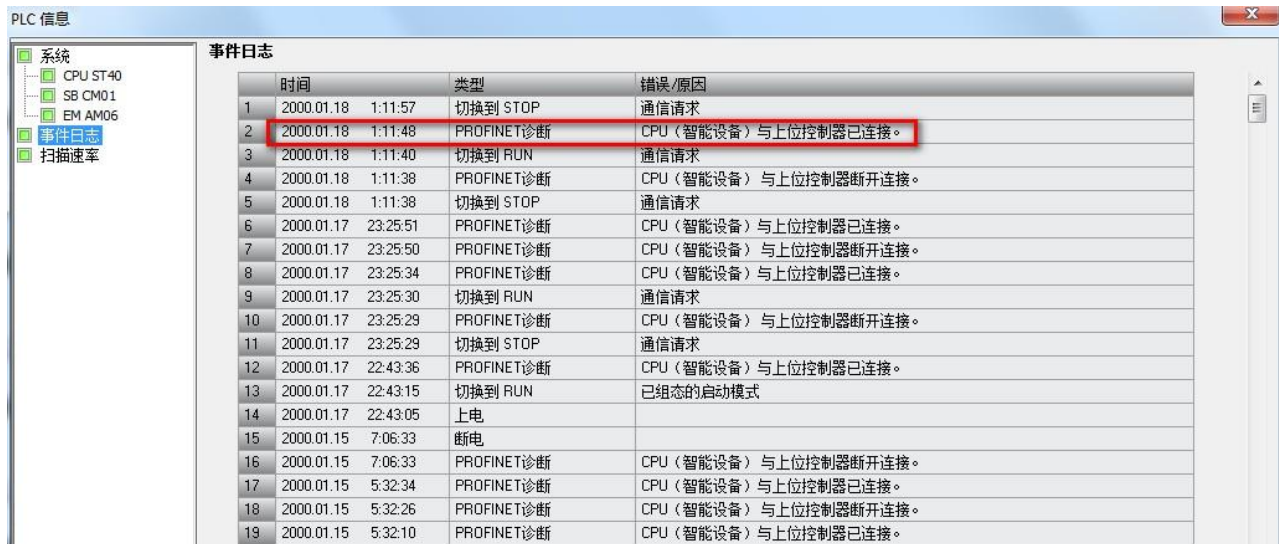 PLC 信息
系统
CPU ST40
SB CM01
EM AM06
事件日志
扫描速率
事件日志
时间 类型 错误/原因
1 2000.01.18 1:11:57 切换到 STOP 通信请求
2 2000.01.18 1:11:48 PROFINET诊断 CPU（智能设备）与上位控制器已连接。
3 2000.01.18 1:11:40 切换到 RUN 通信请求
4 2000.01.18 1:11:38 PROFINET诊断 CPU（智能设备） 与上位控制器断开连接。
5 2000.01.18 1:11:38 切换到 STOP 通信请求
6 2000.01.17 23:25:51 PROFINET诊断 CPU（智能设备）与上位控制器已连接。
7 2000.01.17 23:25:50 PROFINET诊断 CPU（智能设备） 与上位控制器断开连接。
8 2000.01.17 23:25:34 PROFINET诊断 CPU（智能设备）与上位控制器已连接。
9 2000.01.17 23:25:30 切换到 RUN 通信请求
10 2000.01.17 23:25:29 PROFINET诊断 CPU（智能设备） 与上位控制器断开连接。
11 2000.01.17 23:25:29 切换到 STOP 通信请求
12 2000.01.17 22:43:36 PROFINET诊断 CPU（智能设备）与上位控制器已连接。
13 2000.01.17 22:43:15 切换到 RUN 已组态的启动模式
14 2000.01.17 22:43:05 上电
15 2000.01.15 7:06:33 断电
16 2000.01.15 7:06:33 PROFINET诊断 CPU（智能设备） 与上位控制器断开连接。
17 2000.01.15 5:32:34 PROFINET诊断 CPU（智能设备）与上位控制器已连接。
18 2000.01.15 5:32:26 PROFINET诊断 CPU（智能设备） 与上位控制器断开连接。
19 2000.01.15 5:32:10 PROFINET诊断 CPU（智能设备）与上位控制器已连接。